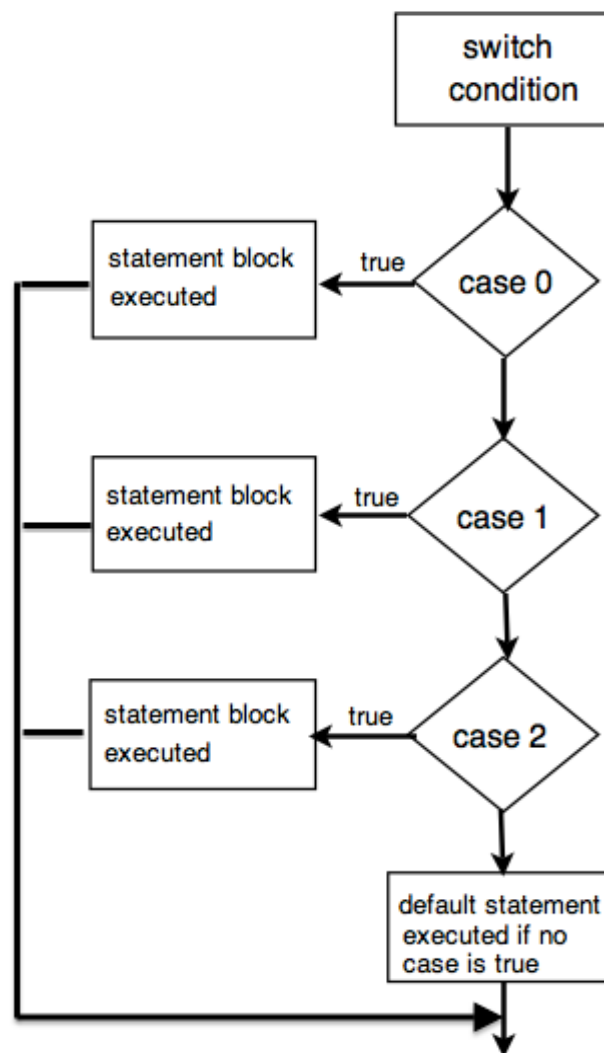 switch
condition
statement block
executed
true
case 0
statement block
executed
true
case 1
statement block
executed
true
case 2
default statement
executed if no
case is true